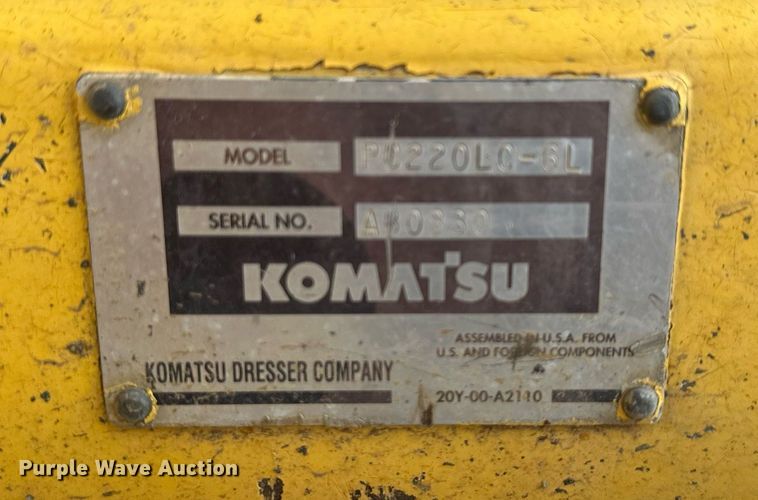 MODEL PC220LC-6L
SERIAL NO.
KOMATSU
ASSEMBLED IN U.S.A. FROM
U.S. AND FOREIGN COMPONENTS
KOMATSU DRESSER COMPANY
20Y-00-A2110
Purple Wave Auction